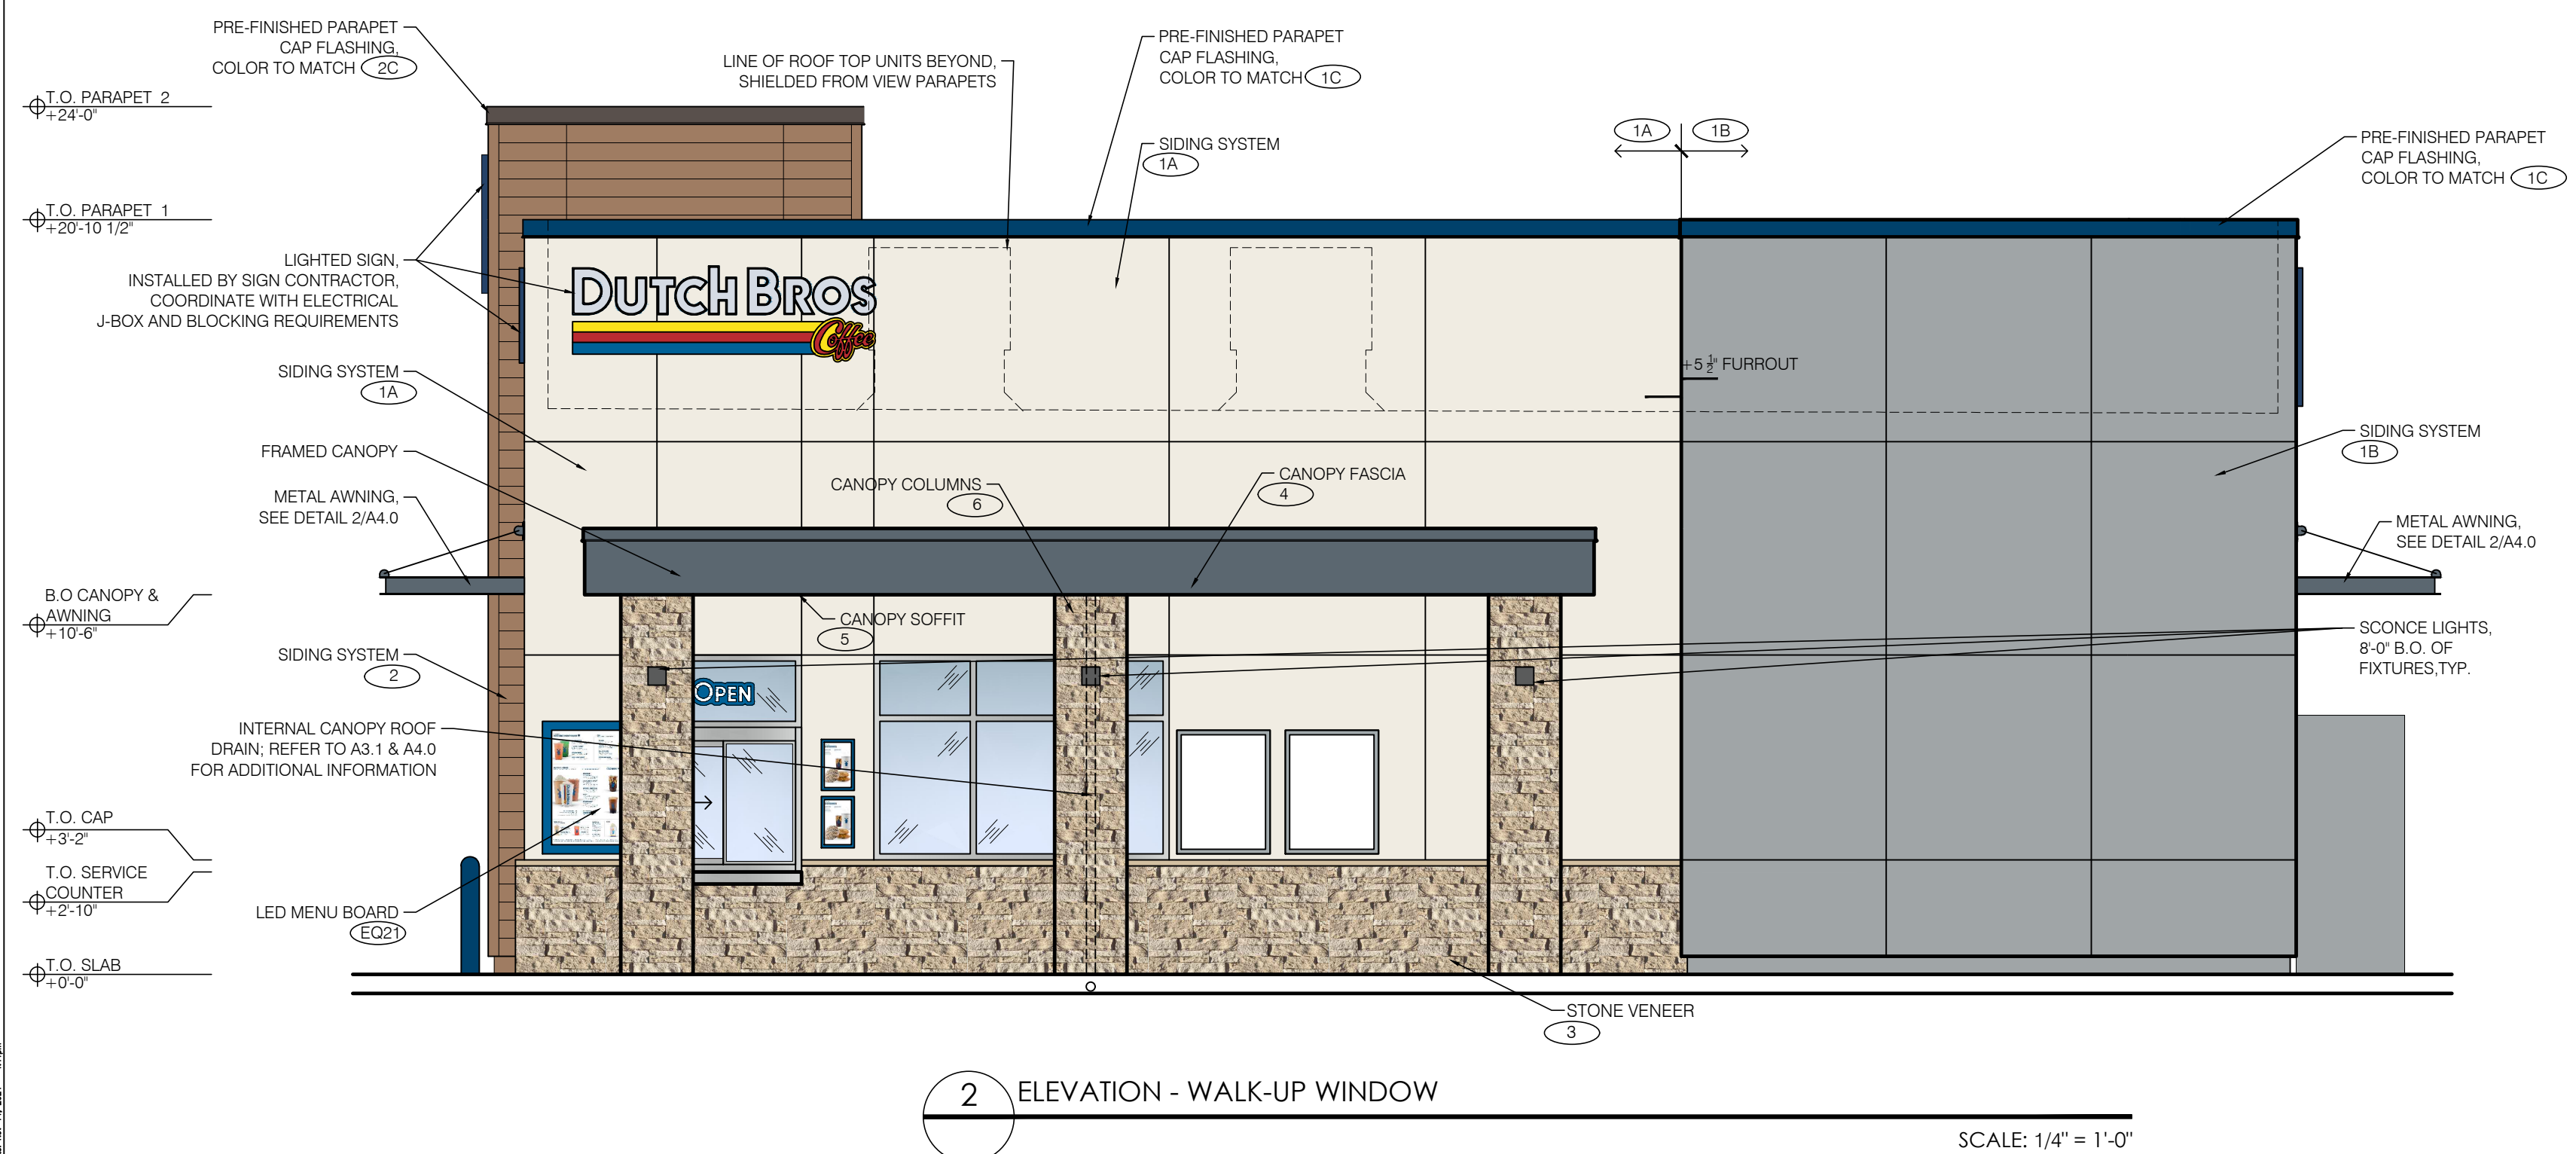 PRE-FINISHED PARAPET
CAP FLASHING,
COLOR TO MATCH 2C
LINE OF ROOF TOP UNITS BEYOND,
SHIELDED FROM VIEW PARAPETS
PRE-FINISHED PARAPET
CAP FLASHING,
COLOR TO MATCH 1C
T.O. PARAPET 2
+24'-0"
SIDING SYSTEM
1A
1A
1B
PRE-FINISHED PARAPET
CAP FLASHING,
COLOR TO MATCH 1C
T.O. PARAPET 1
+20'-10 1/2"
LIGHTED SIGN,
INSTALLED BY SIGN CONTRACTOR,
COORDINATE WITH ELECTRICAL
J-BOX AND BLOCKING REQUIREMENTS
DUTCH BROS
Coffee
SIDING SYSTEM
1A
+5 1/2" FURROUT
FRAMED CANOPY
SIDING SYSTEM
1B
METAL AWNING,
SEE DETAIL 2/A4.0
CANOPY COLUMNS
6
CANOPY FASCIA
4
METAL AWNING,
SEE DETAIL 2/A4.0
B.O CANOPY &
AWNING
+10'-6"
CANOPY SOFFIT
5
SCONCE LIGHTS,
8'-0" B.O. OF
FIXTURES,TYP.
SIDING SYSTEM
2
OPEN
INTERNAL CANOPY ROOF
DRAIN; REFER TO A3.1 & A4.0
FOR ADDITIONAL INFORMATION
T.O. CAP
+3'-2"
T.O. SERVICE
COUNTER
+2'-10"
LED MENU BOARD
EQ21
T.O. SLAB
+0'-0"
STONE VENEER
3
2
ELEVATION - WALK-UP WINDOW
SCALE: 1/4" = 1'-0"